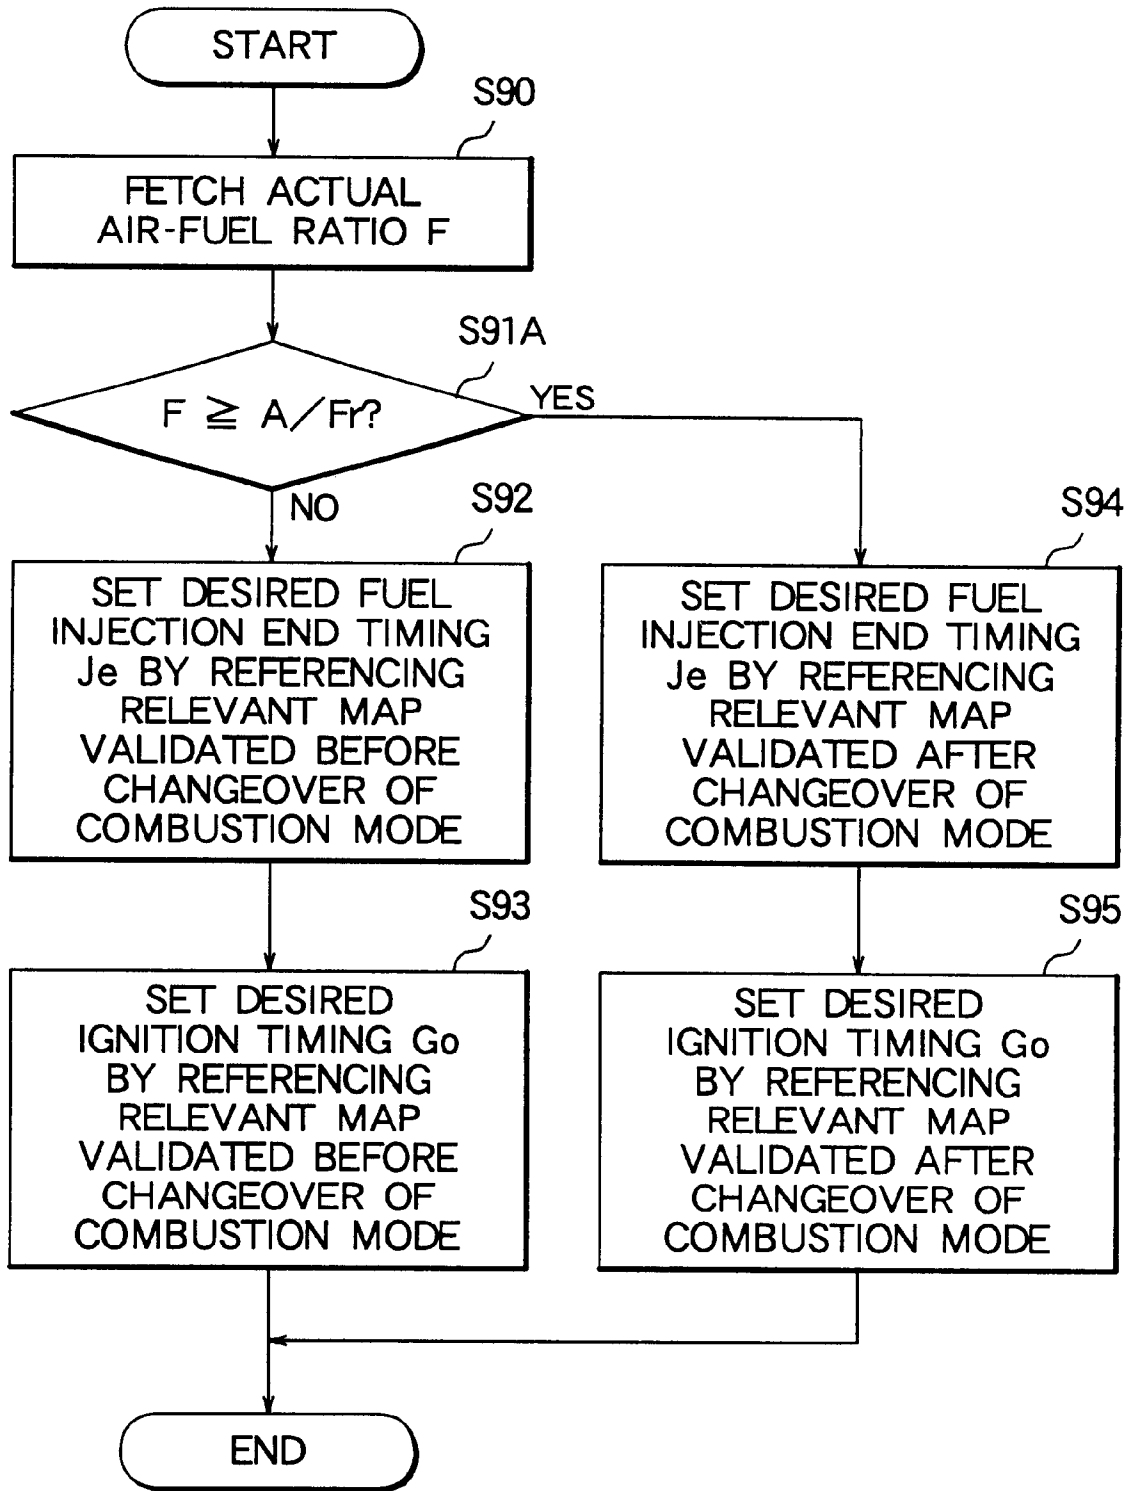 START
S90
FETCH ACTUAL
AIR-FUEL RATIO F
S91A
F ≧ A/Fr?
YES
NO
S92
SET DESIRED FUEL
INJECTION END TIMING
Je BY REFERENCING
RELEVANT MAP
VALIDATED BEFORE
CHANGEOVER OF
COMBUSTION MODE
S94
SET DESIRED FUEL
INJECTION END TIMING
Je BY REFERENCING
RELEVANT MAP
VALIDATED AFTER
CHANGEOVER OF
COMBUSTION MODE
S93
SET DESIRED
IGNITION TIMING Go
BY REFERENCING
RELEVANT MAP
VALIDATED BEFORE
CHANGEOVER OF
COMBUSTION MODE
S95
SET DESIRED
IGNITION TIMING Go
BY REFERENCING
RELEVANT MAP
VALIDATED AFTER
CHANGEOVER OF
COMBUSTION MODE
END